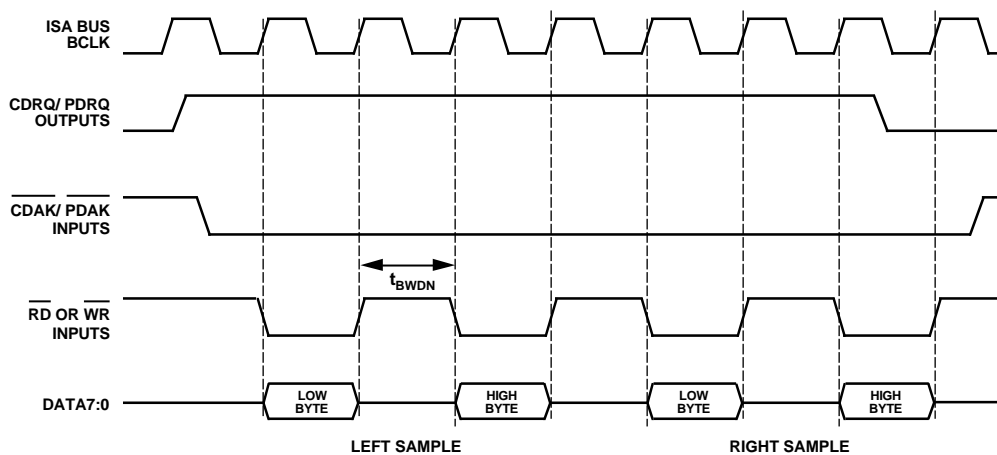 ISA BUS
BCLK
CDRQ/ PDRQ
OUTPUTS
CDAK/ PDAK
INPUTS
tBWDN
RD OR WR
INPUTS
DATA7:0
LOW
BYTE
HIGH
BYTE
LOW
BYTE
HIGH
BYTE
LEFT SAMPLE
RIGHT SAMPLE